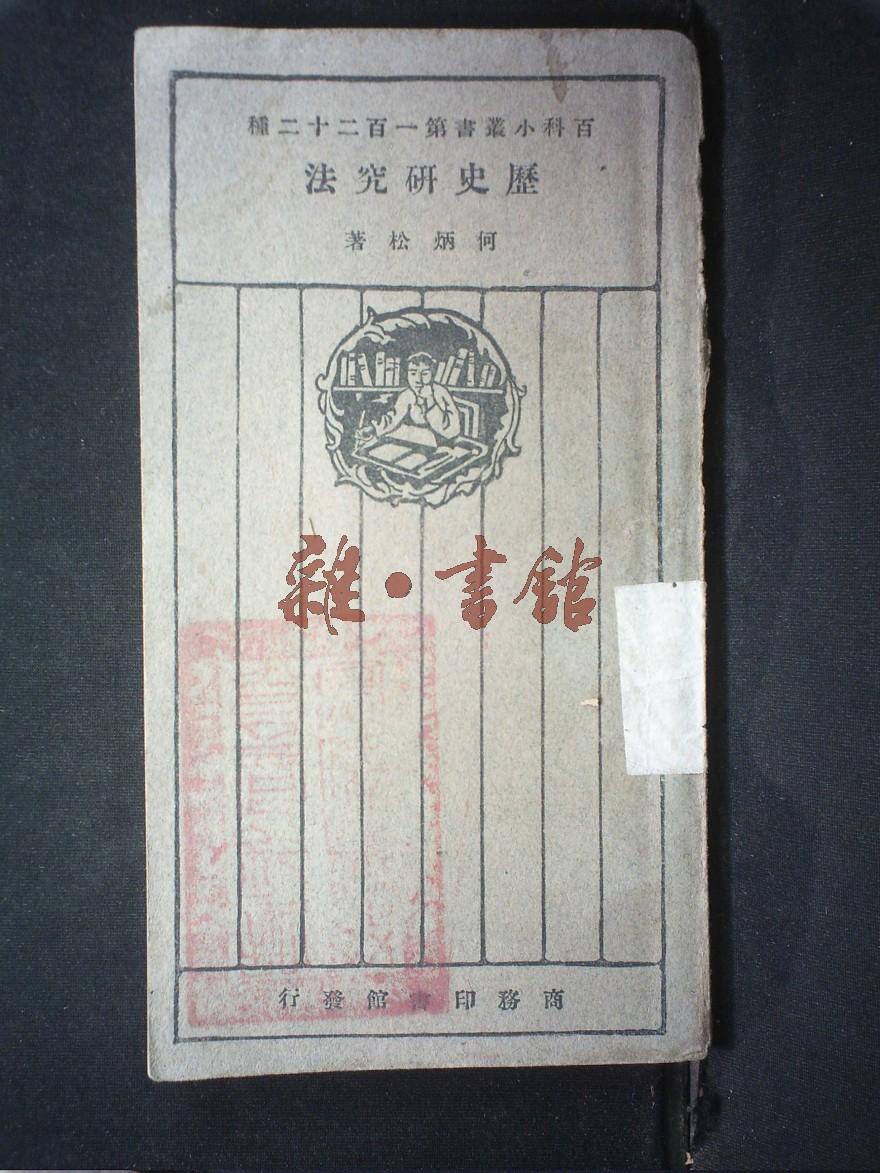 百科小叢書第一百二十二種
歷史硏究法
何炳松著
雜·書館
商務印書館發行